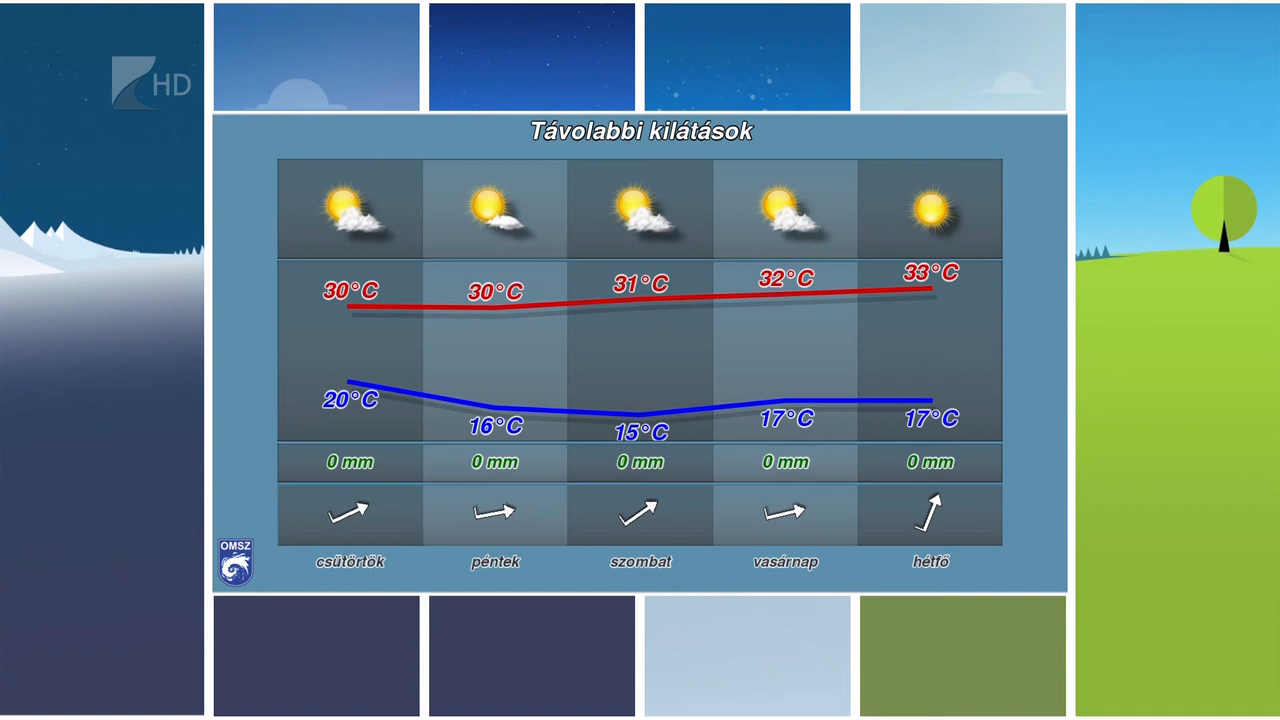 HD
Távolabbi kilátások
30°C 30°C 31°C 32°C 33°C
20°C 16°C 15°C 17°C 17°C
0 mm 0 mm 0 mm 0 mm 0 mm
OMSZ
csütörtök péntek szombat vasárnap hétfő